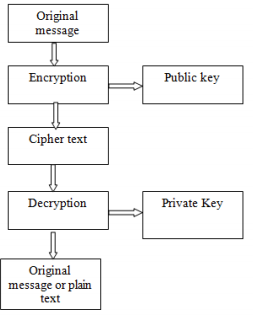 Original
message
Encryption
Public key
Cipher text
Decryption
Private Key
Original
message or plain
text